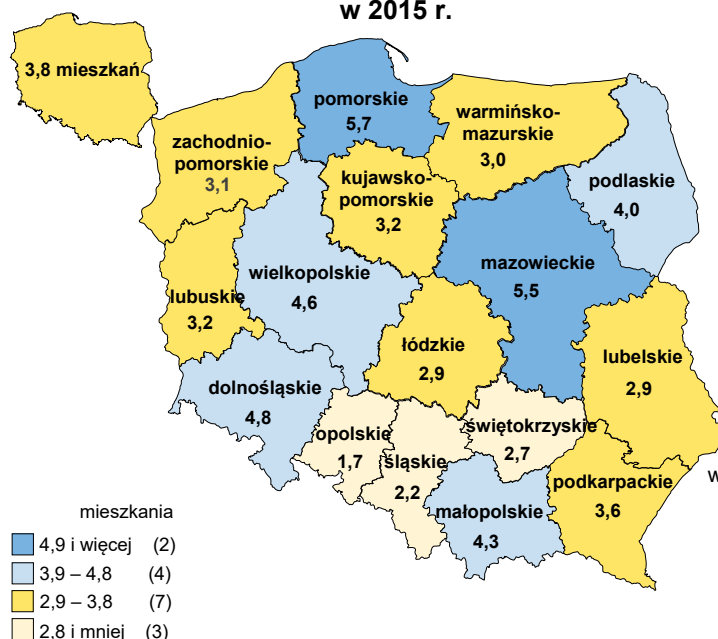 w 2015 r.
3,8 mieszkań
pomorskie
5,7
warmińsko-
mazurskie
3,0
zachodnio-
pomorskie
3,1
kujawsko-
pomorskie
3,2
podlaskie
4,0
wielkopolskie
4,6
mazowieckie
5,5
lubuskie
3,2
łódzkie
2,9
lubelskie
2,9
dolnośląskie
4,8
opolskie
1,7
śląskie
2,2
świętokrzyskie
2,7
małopolskie
4,3
podkarpackie
3,6
w
mieszkania
4,9 i więcej (2)
3,9 – 4,8 (4)
2,9 – 3,8 (7)
2,8 i mniej (3)